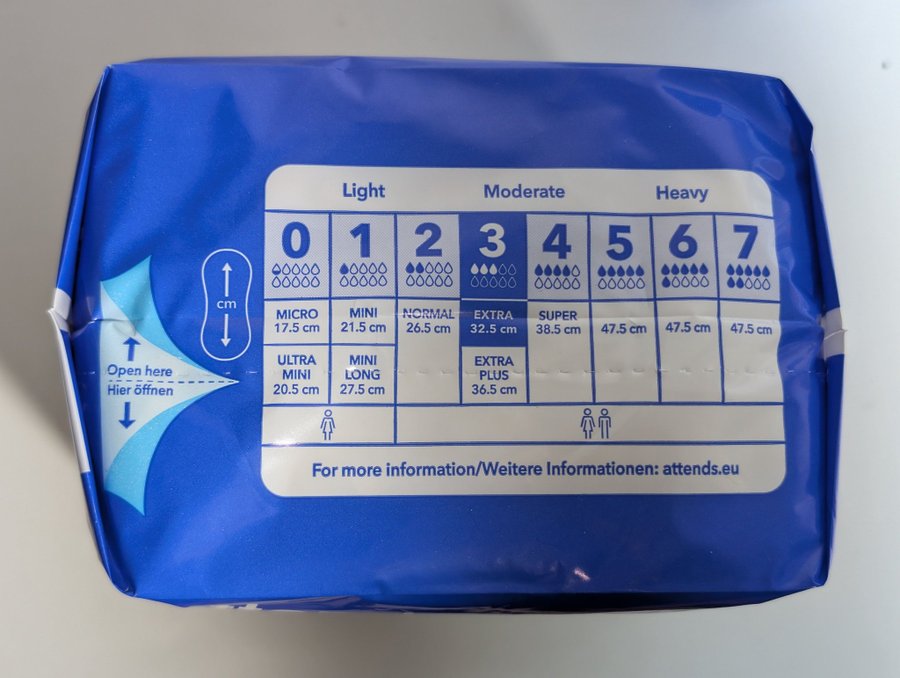 Light Moderate Heavy
0 1 2 3 4 5 6 7
MICRO MINI NORMAL EXTRA SUPER
17.5 cm 21.5 cm 26.5 cm 32.5 cm 38.5 cm 47.5 cm 47.5 cm 47.5 cm
ULTRA MINI EXTRA
MINI LONG PLUS
20.5 cm 27.5 cm 36.5 cm
cm
Open here
Hier öffnen
For more information/Weitere Informationen: attends.eu